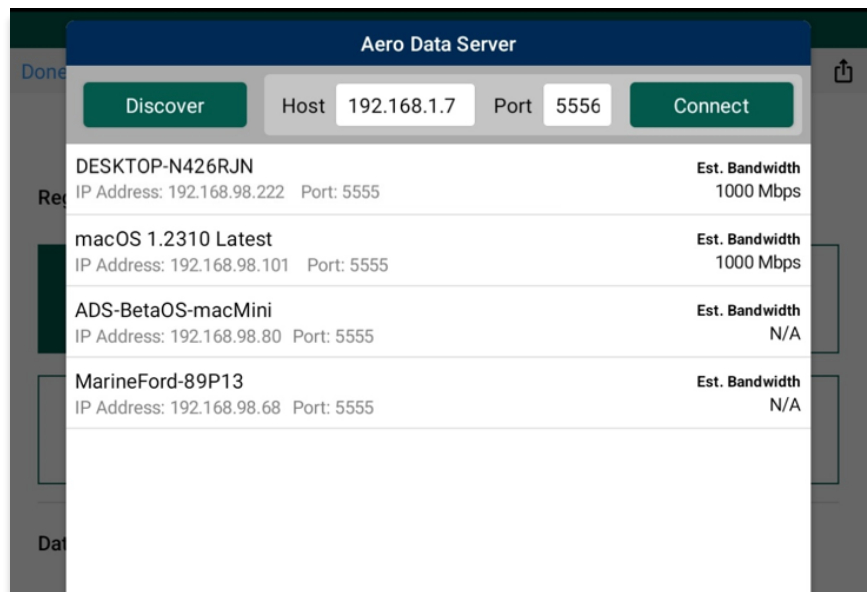 Aero Data Server
Done
Discover Host 192.168.1.7 Port 5556 Connect
DESKTOP-N426RJN
IP Address: 192.168.98.222 Port: 5555
Est. Bandwidth
1000 Mbps
Reg
macOS 1.2310 Latest
IP Address: 192.168.98.101 Port: 5555
Est. Bandwidth
1000 Mbps
ADS-BetaOS-macMini
IP Address: 192.168.98.80 Port: 5555
Est. Bandwidth
N/A
MarineFord-89P13
IP Address: 192.168.98.68 Port: 5555
Est. Bandwidth
N/A
Dat